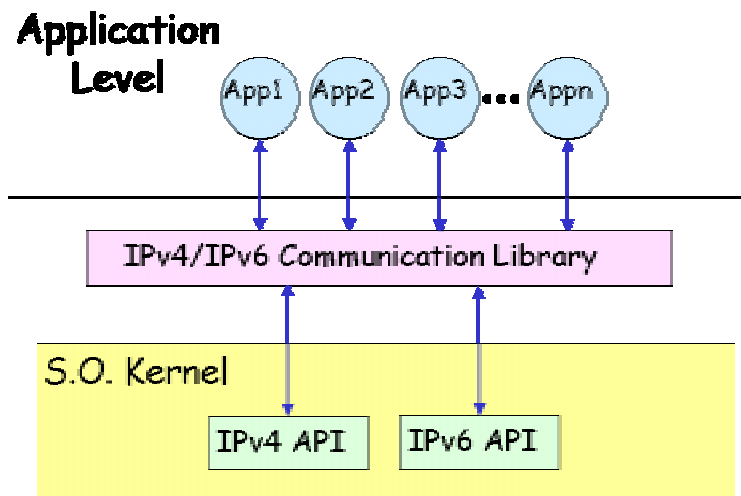 Application
Level
App1 App2 App3 ... Appn
IPv4/IPv6 Communication Library
S.O. Kernel
IPv4 API IPv6 API